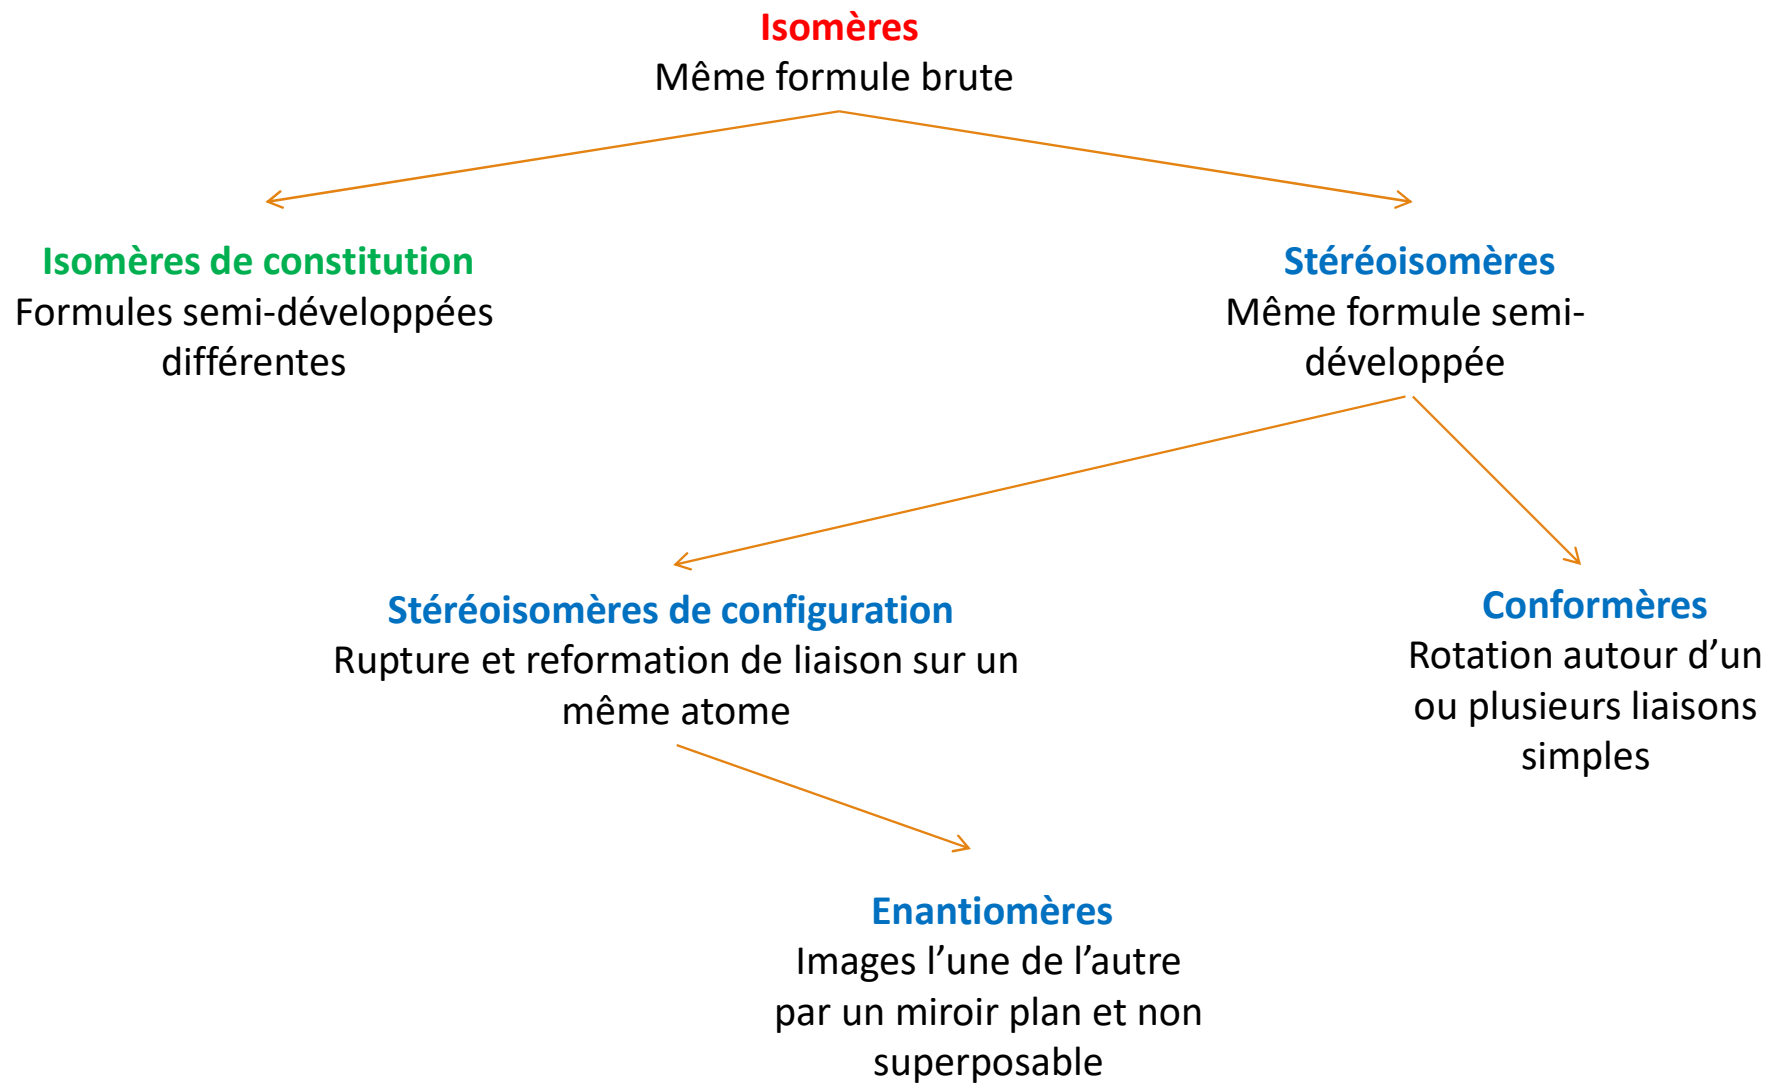 Isomères
Même formule brute
Isomères de constitution
Formules semi-développées
différentes
Stéréoisomères
Même formule semi-
développée
Stéréoisomères de configuration
Rupture et reformation de liaison sur un
même atome
Conformères
Rotation autour d’un
ou plusieurs liaisons
simples
Enantiomères
Images l’une de l’autre
par un miroir plan et non
superposable